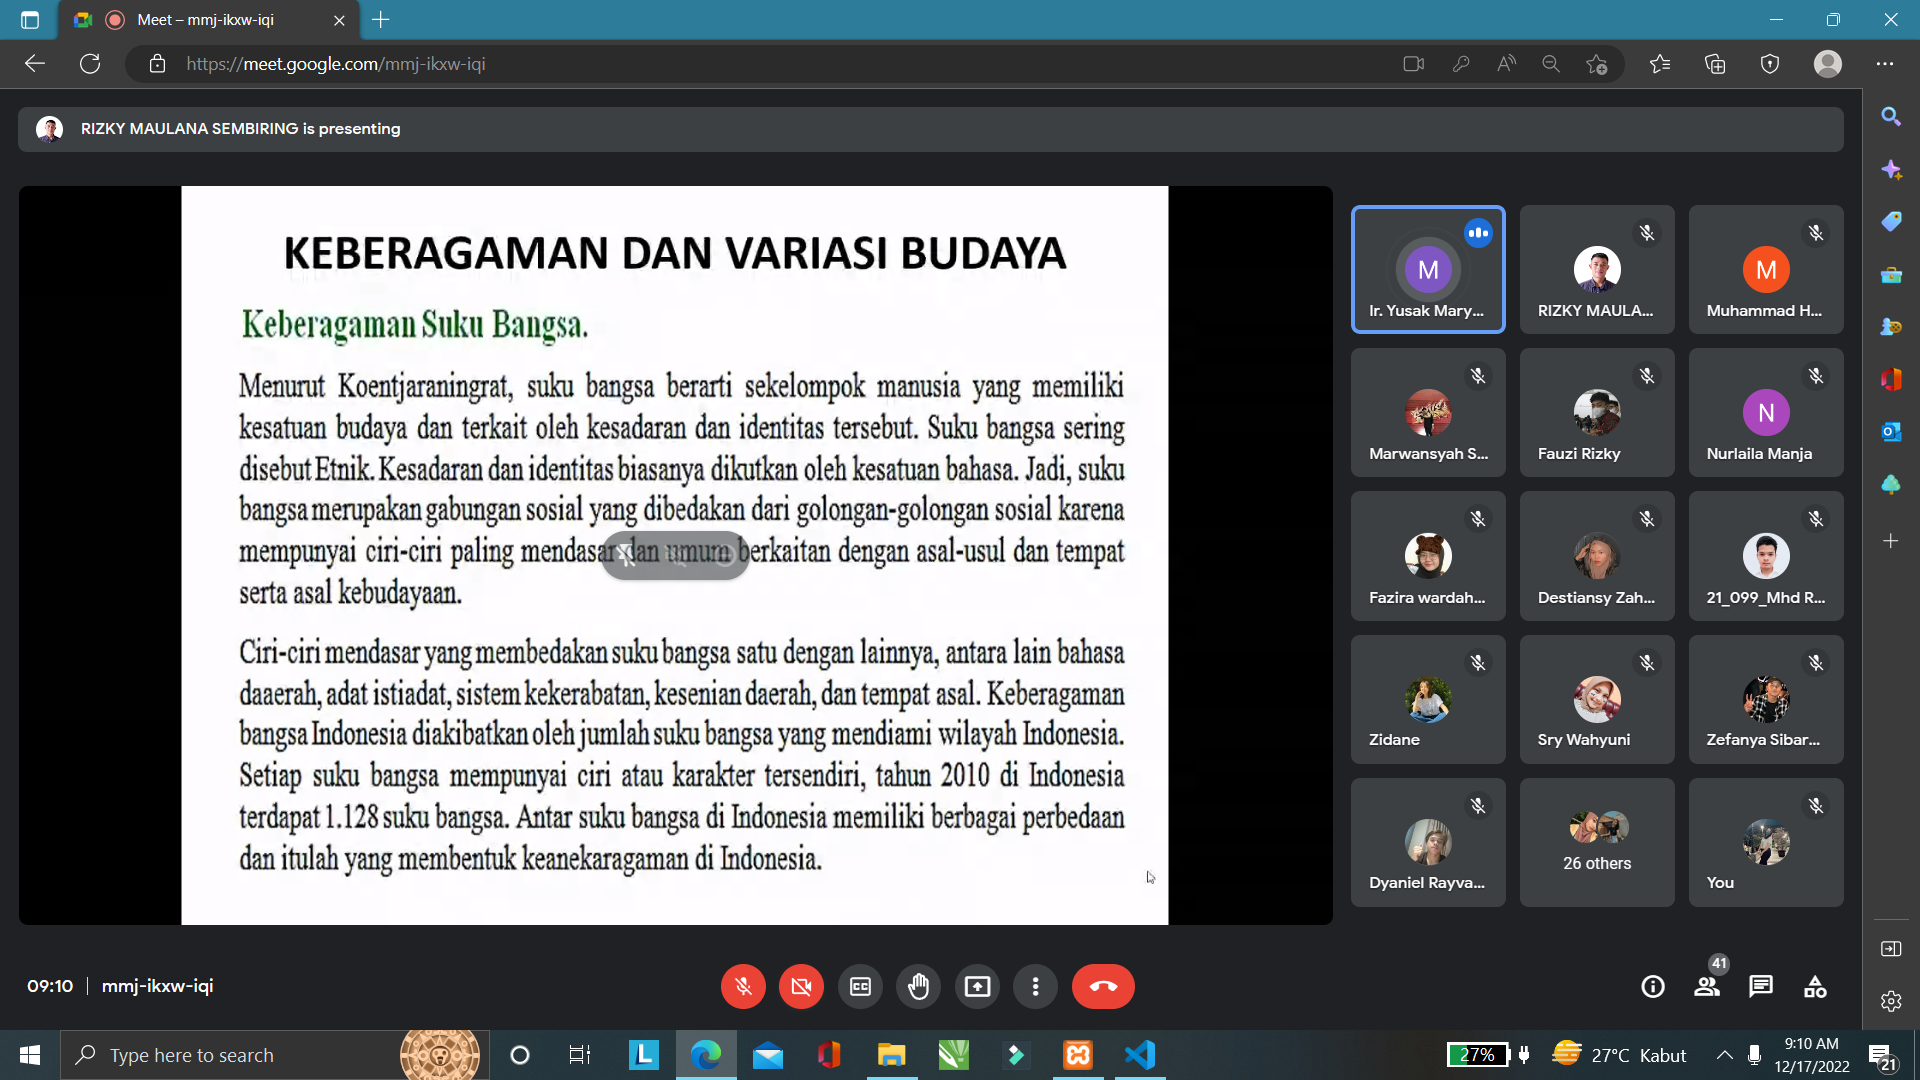 Meet – mmj-ikxw-iqi
https://meet.google.com/mmj-ikxw-iqi
RIZKY MAULANA SEMBIRING is presenting
KEBERAGAMAN DAN VARIASI BUDAYA
Keberagaman Suku Bangsa.
Menurut Koentjaraningrat, suku bangsa berarti sekelompok manusia yang memiliki
kesatuan budaya dan terkait oleh kesadaran dan identitas tersebut. Suku bangsa sering
disebut Etnik. Kesadaran dan identitas biasanya dikutkan oleh kesatuan bahasa. Jadi, suku
bangsa merupakan gabungan sosial yang dibedakan dari golongan-golongan sosial karena
mempunyai ciri-ciri paling mendasar dan umum berkaitan dengan asal-usul dan tempat
serta asal kebudayaan.
Ciri-ciri mendasar yang membedakan suku bangsa satu dengan lainnya, antara lain bahasa
daaerah, adat istiadat, sistem kekerabatan, kesenian daerah, dan tempat asal. Keberagaman
bangsa Indonesia diakibatkan oleh jumlah suku bangsa yang mendiami wilayah Indonesia.
Setiap suku bangsa mempunyai ciri atau karakter tersendiri, tahun 2010 di Indonesia
terdapat 1.128 suku bangsa. Antar suku bangsa di Indonesia memiliki berbagai perbedaan
dan itulah yang membentuk keanekaragaman di Indonesia.
M
Ir. Yusak Mary...
RIZKY MAULA...
M
Muhammad H...
Marwansyah S...
Fauzi Rizky
N
Nurlaila Manja
Fazira wardah...
Destiansy Zah...
21_099_Mhd R...
Zidane
Sry Wahyuni
Zefanya Sibar...
Dyaniel Rayva...
26 others
You
09:10 | mmj-ikxw-iqi
CC
41
Type here to search
L
27%
27°C Kabut
9:10 AM
12/17/2022
21